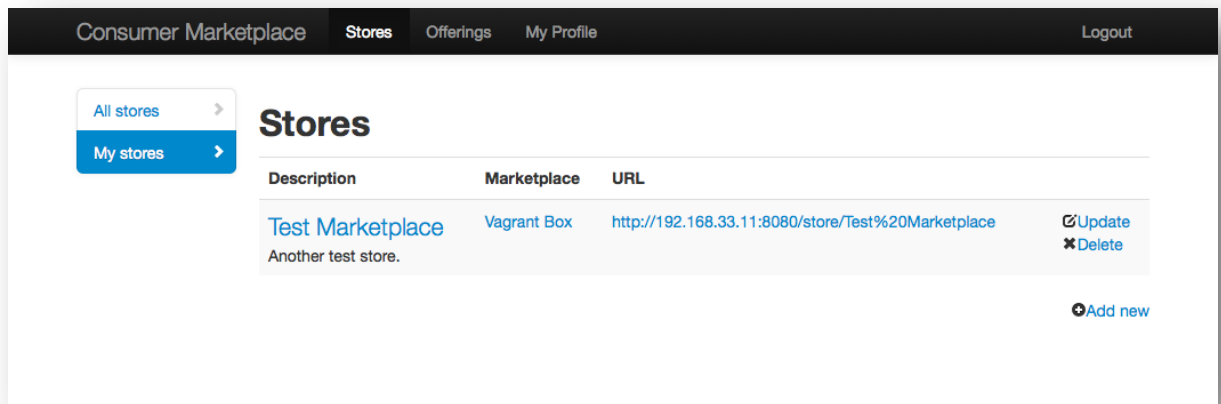 Consumer Marketplace Stores Offerings My Profile Logout
All stores
My stores
Stores
Description Marketplace URL
Test Marketplace Vagrant Box http://192.168.33.11:8080/store/Test%20Marketplace Update
Another test store. Delete
Add new